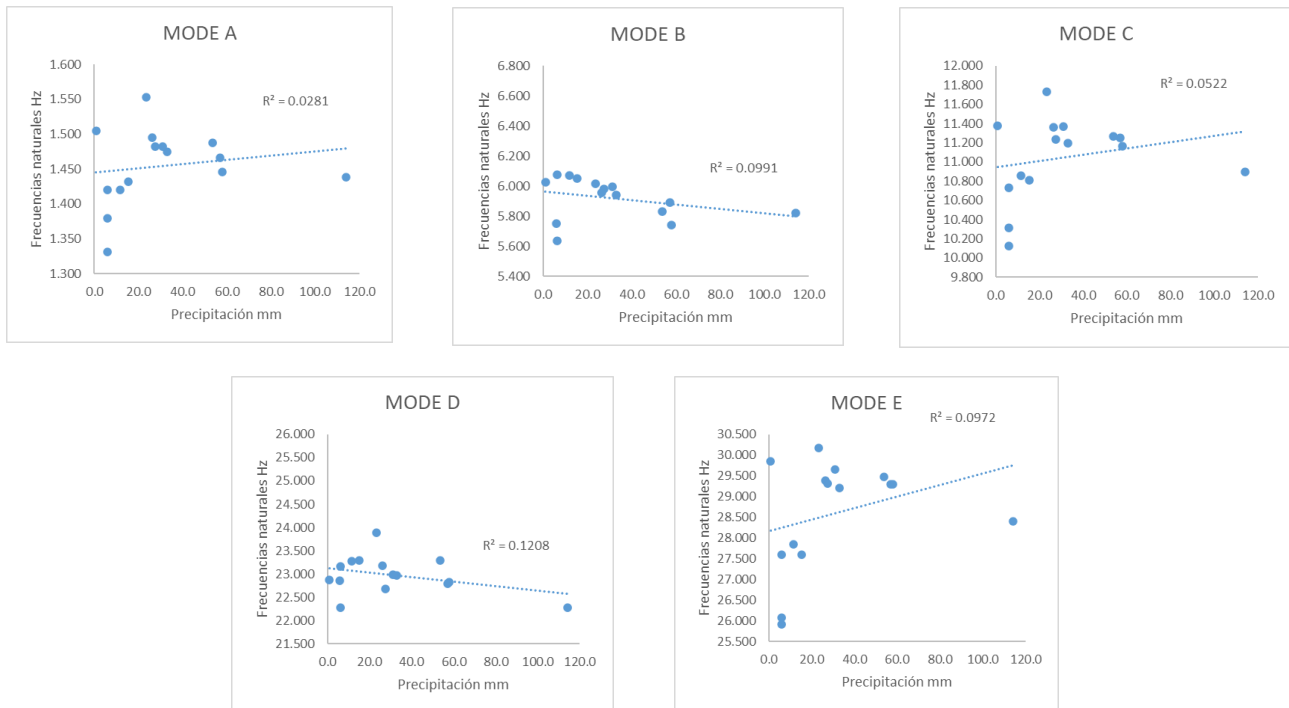 MODE A
1.600
1.550
1.500
1.450
1.400
1.350
1.300
R² = 0.0281
0.0 20.0 40.0 60.0 80.0 100.0 120.0
Frecuencias naturales Hz
Precipitación mm
MODE B
6.800
6.600
6.400
6.200
6.000
5.800
5.600
5.400
R² = 0.0991
0.0 20.0 40.0 60.0 80.0 100.0 120.0
Frecuencias naturales Hz
Precipitación mm
MODE C
12.000
11.800
11.600
11.400
11.200
11.000
10.800
10.600
10.400
10.200
10.000
9.800
R² = 0.0522
0.0 20.0 40.0 60.0 80.0 100.0 120.0
Frecuencias naturales Hz
Precipitación mm
MODE D
26.000
25.500
25.000
24.500
24.000
23.500
23.000
22.500
22.000
21.500
R² = 0.1208
0.0 20.0 40.0 60.0 80.0 100.0 120.0
Frecuencias naturales Hz
Precipitación mm
MODE E
R² = 0.0972
30.500
30.000
29.500
29.000
28.500
28.000
27.500
27.000
26.500
26.000
25.500
0.0 20.0 40.0 60.0 80.0 100.0 120.0
Frecuencias naturales Hz
Precipitación mm